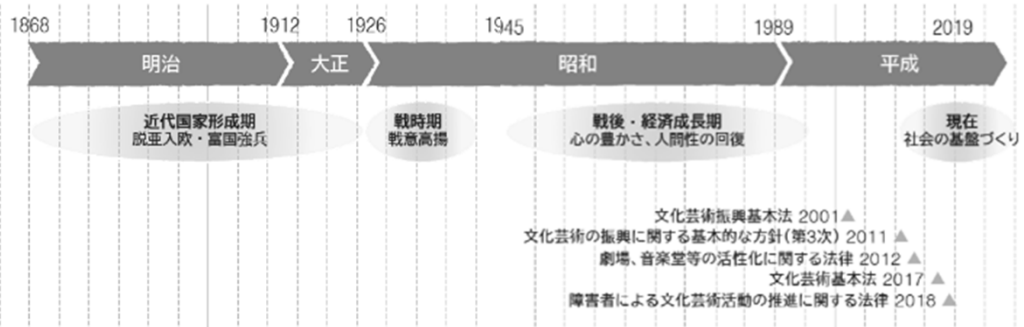 1868 1912 1926 1945 1989 2019
明治 大正 昭和 平成
近代国家形成期 戦時期 戦後・経済成長期 現在
脱亜入欧・富国強兵 戦意高揚 心の豊かさ、人間性の回復 社会の基盤づくり
文化芸術振興基本法 2001▲
文化芸術の振興に関する基本的な方針(第3次) 2011 ▲
劇場、音楽堂等の活性化に関する法律 2012 ▲
文化芸術基本法 2017 ▲
障害者による文化芸術活動の推進に関する法律 2018 ▲